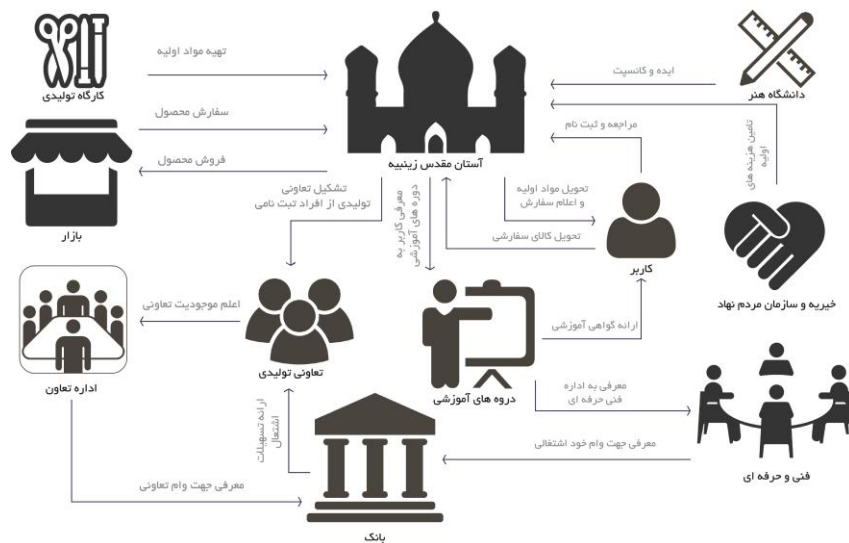 تهیه مواد اولیه
کارگاه تولیدی
ایده و کانسپت
دانشگاه هنر
سفارش محصول
مراجعه و ثبت نام
تامین هزینه های
اولیه
آستان مقدس زینبیه
فروش محصول
بازار
تشکیل تعاونی
تولیدی از افراد ثبت نامی
معرفی کاربر به
دوره های آموزشی
تحویل مواد اولیه
و اعلام سفارش
تحویل کالای سفارشی
کاربر
خیریه و سازمان مردم نهاد
اعلم موجودیت تعاونی
اداره تعاون
تعاونی تولیدی
ارائه گواهی آموزشی
دروه های آموزشی
معرفی به اداره
فنی حرفه ای
ارائه تسهیلات
اشتغال
معرفی جهت وام خود اشتغالی
فنی و حرفه ای
معرفی جهت وام تعاونی
بانک